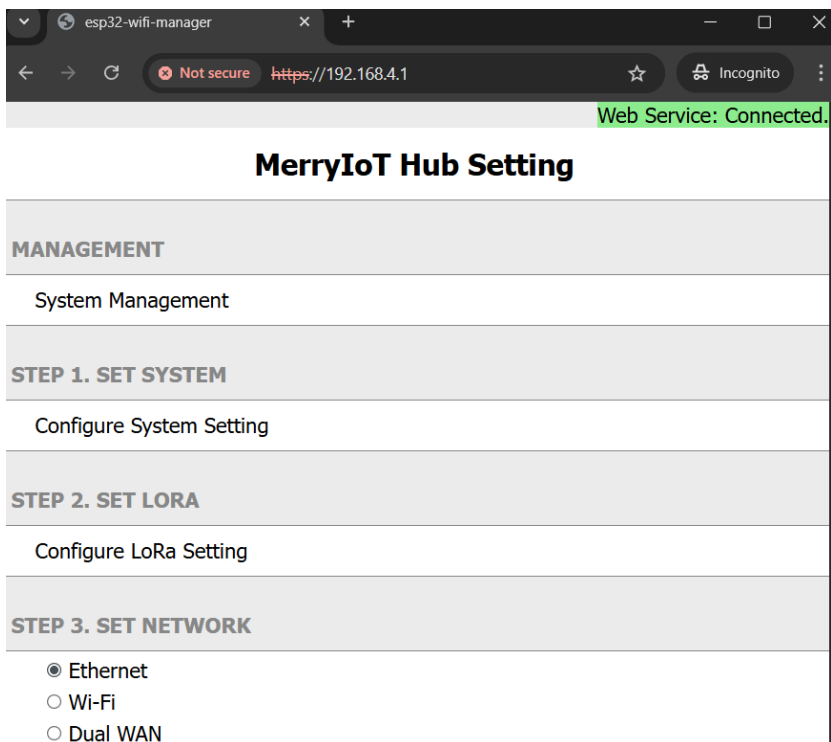 esp32-wifi-manager
Not secure https://192.168.4.1 Incognito
Web Service: Connected.
MerryIoT Hub Setting
MANAGEMENT
System Management
STEP 1. SET SYSTEM
Configure System Setting
STEP 2. SET LORA
Configure LoRa Setting
STEP 3. SET NETWORK
Ethernet
Wi-Fi
Dual WAN